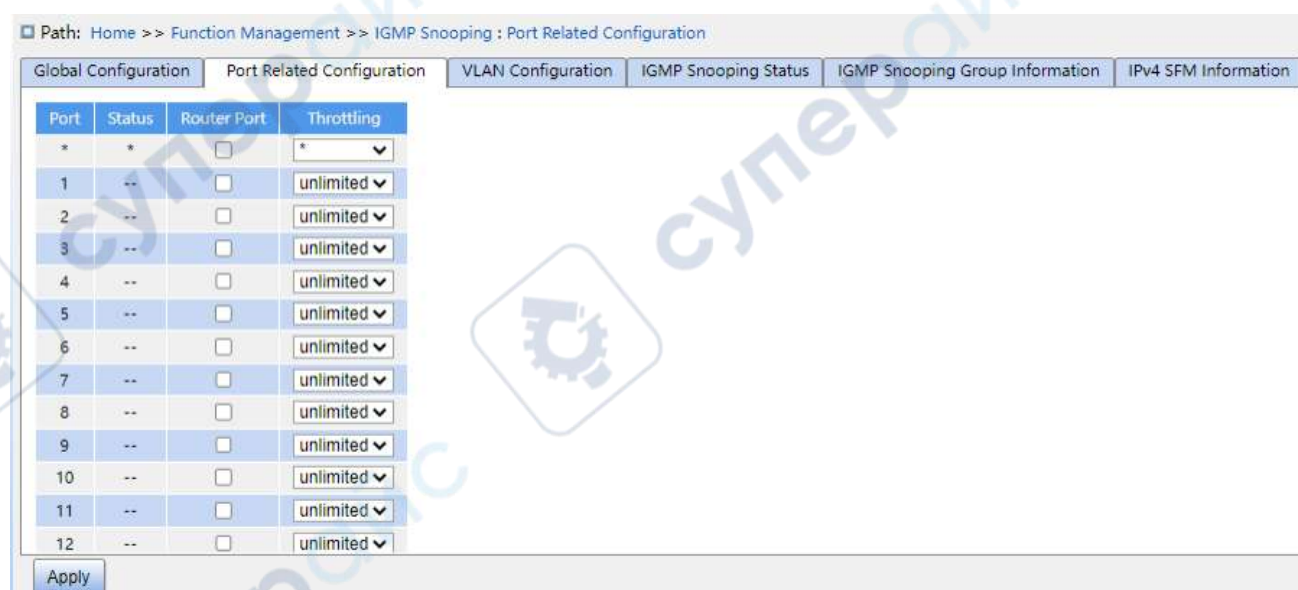 Path: Home >> Function Management >> IGMP Snooping : Port Related Configuration
Global Configuration Port Related Configuration VLAN Configuration IGMP Snooping Status IGMP Snooping Group Information IPv4 SFM Information
Port Status Router Port Throttling
* * *
1 -- unlimited
2 -- unlimited
3 -- unlimited
4 -- unlimited
5 -- unlimited
6 -- unlimited
7 -- unlimited
8 -- unlimited
9 -- unlimited
10 -- unlimited
11 -- unlimited
12 -- unlimited
Apply
суперайс